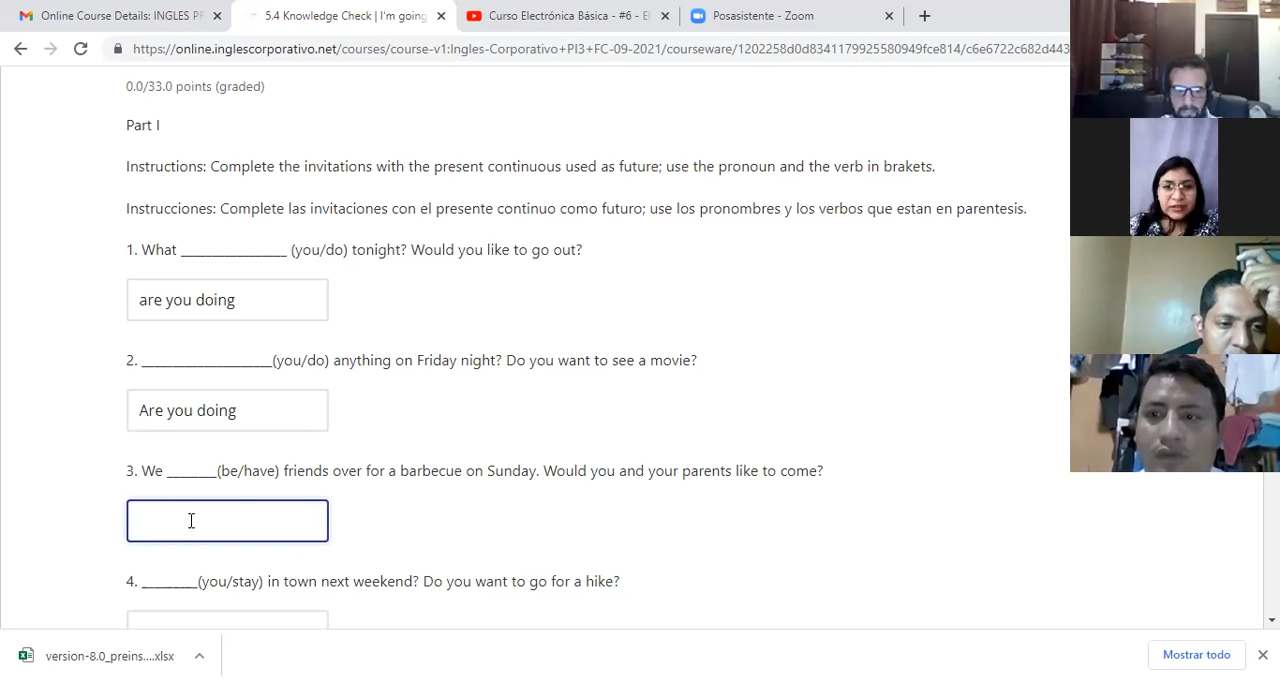 Online Course Details: INGLES PR
5.4 Knowledge Check | I'm going
Curso Electrónica Básica - #6 - E
Posasistente - Zoom
https://online.inglescorporativo.net/courses/course-v1:Ingles-Corporativo+PI3+FC-09-2021/courseware/1202258d0d8341179925580949fce814/c6e6722c682d443
0.0/33.0 points (graded)
Part I
Instructions: Complete the invitations with the present continuous used as future; use the pronoun and the verb in brakets.
Instrucciones: Complete las invitaciones con el presente continuo como futuro; use los pronombres y los verbos que estan en parentesis.
1. What ________________ (you/do) tonight? Would you like to go out?
are you doing
2. ___________________(you/do) anything on Friday night? Do you want to see a movie?
Are you doing
3. We _______(be/have) friends over for a barbecue on Sunday. Would you and your parents like to come?
4. ________(you/stay) in town next weekend? Do you want to go for a hike?
version-8.0_preins....xlsx
Mostrar todo